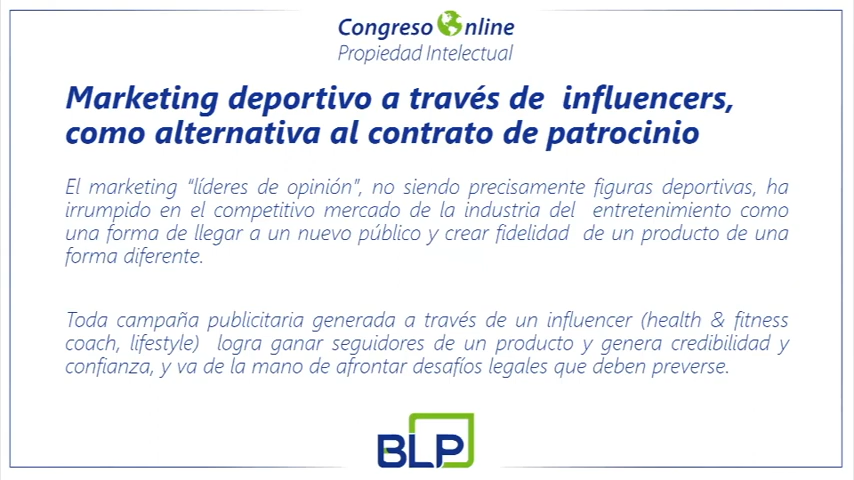 Congreso Online
Propiedad Intelectual
Marketing deportivo a través de influencers,
como alternativa al contrato de patrocinio
El marketing “líderes de opinión”, no siendo precisamente figuras deportivas, ha
irrumpido en el competitivo mercado de la industria del entretenimiento como
una forma de llegar a un nuevo público y crear fidelidad de un producto de una
forma diferente.
Toda campaña publicitaria generada a través de un influencer (health & fitness
coach, lifestyle) logra ganar seguidores de un producto y genera credibilidad y
confianza, y va de la mano de afrontar desafíos legales que deben preverse.
BLP